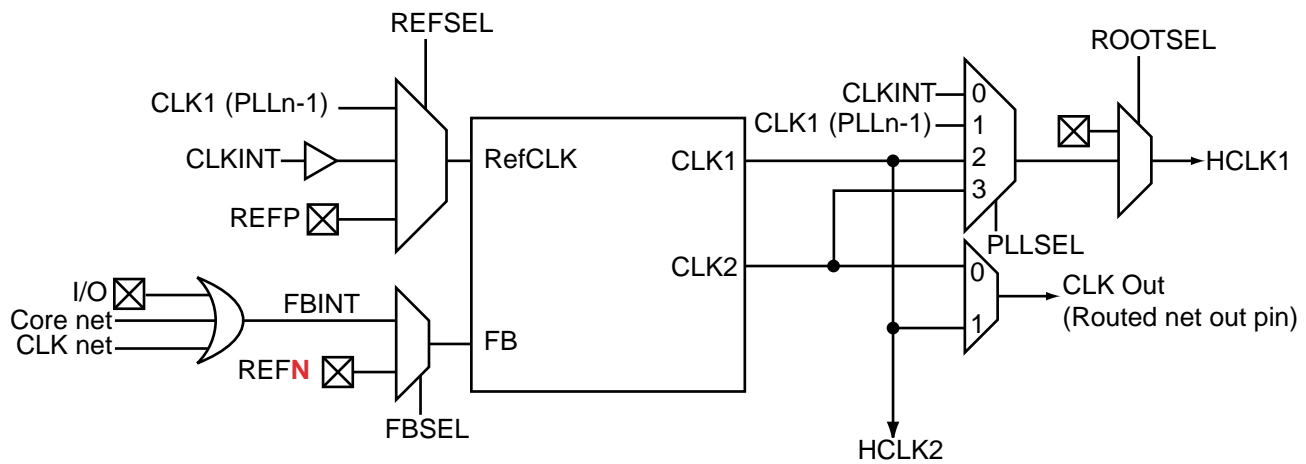 REFSEL
ROOTSEL
CLK1 (PLLn-1)
CLKINT
0
CLK1 (PLLn-1)
1
CLKINT
RefCLK
CLK1
2
HCLK1
3
REFP
PLLSEL
CLK2
0
I/O
FBINT
CLK Out
Core net
(Routed net out pin)
1
CLK net
FB
REFN
FBSEL
HCLK2